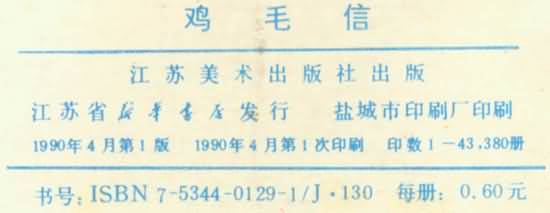 鸡毛信
江苏美术出版社出版
江苏省新华书店发行 盐城市印刷厂印刷
1990年4月第1版 1990年4月第1次印刷 印数1—43,380册
书号:ISBN 7-5344-0129-1/J·130 每册:0.60元